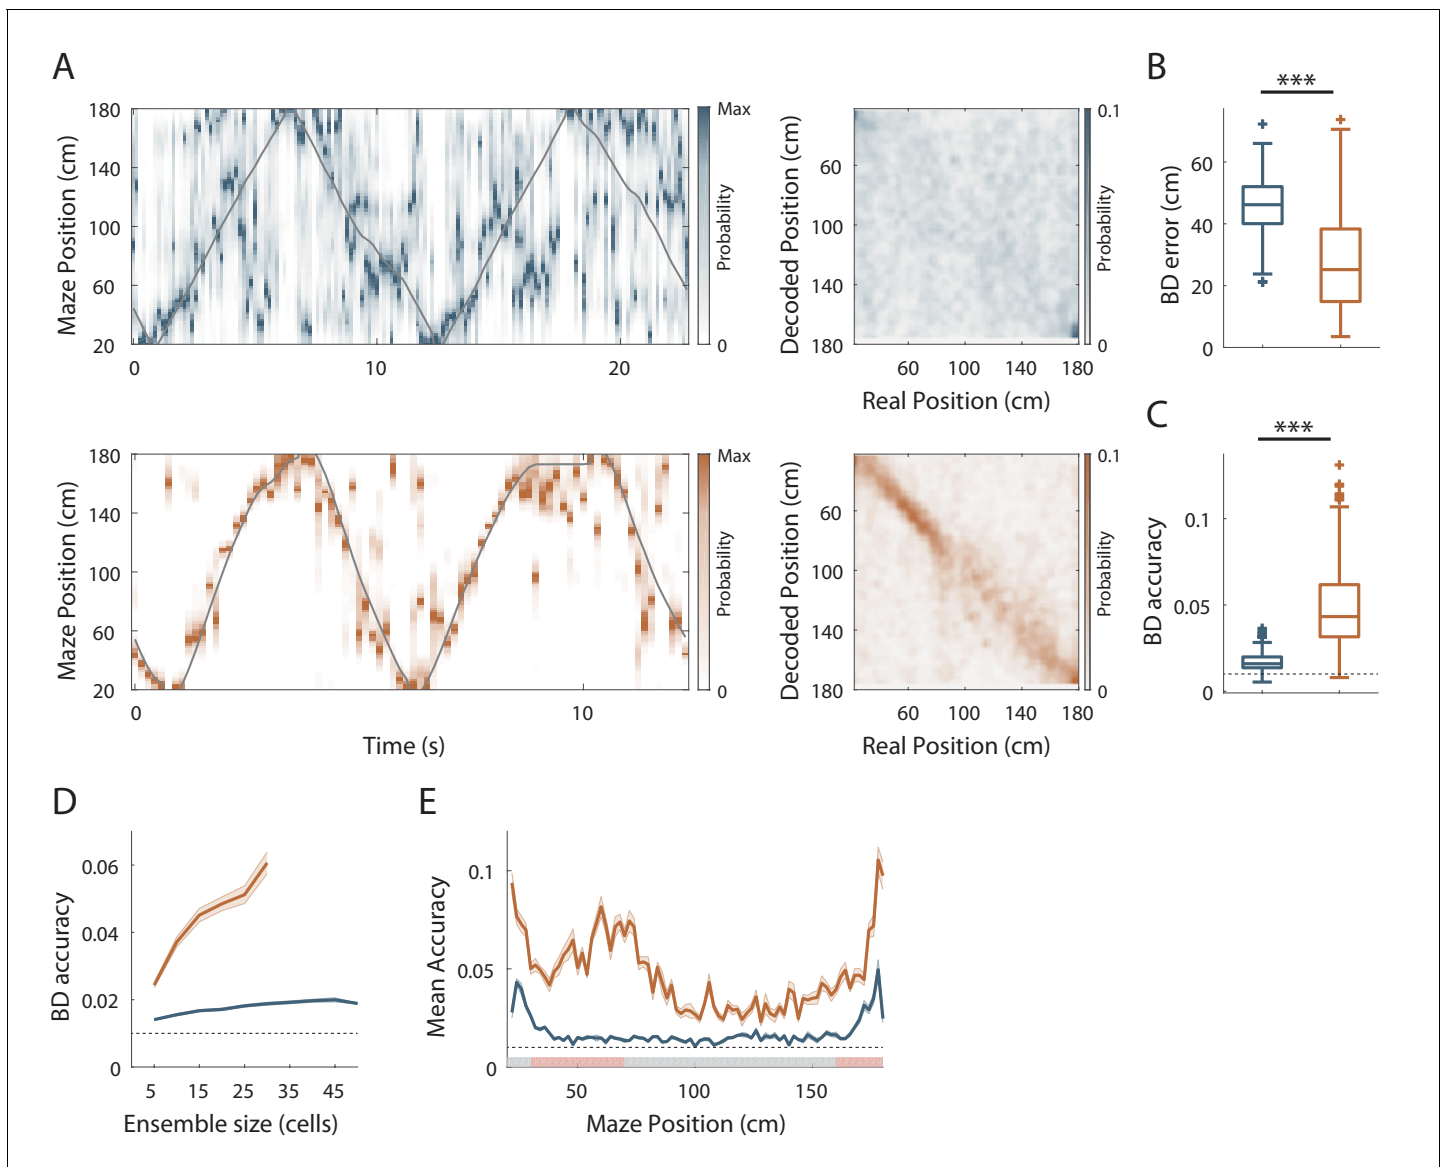 A
Maze Position (cm)
180
140
100
60
20
0
10
20
Max
Probability
0
Decoded Position (cm)
60
100
140
180
60
100
140
180
Real Position (cm)
0.1
Probability
0
B
***
BD error (cm)
60
40
20
0
Maze Position (cm)
180
140
100
60
20
0
10
Time (s)
Max
Probability
0
Decoded Position (cm)
60
100
140
180
60
100
140
180
Real Position (cm)
0.1
Probability
0
C
***
BD accuracy
0.1
0.05
0
D
BD accuracy
0.06
0.04
0.02
0
5
15
25
35
45
Ensemble size (cells)
E
Mean Accuracy
0.1
0.05
0
50
100
150
Maze Position (cm)